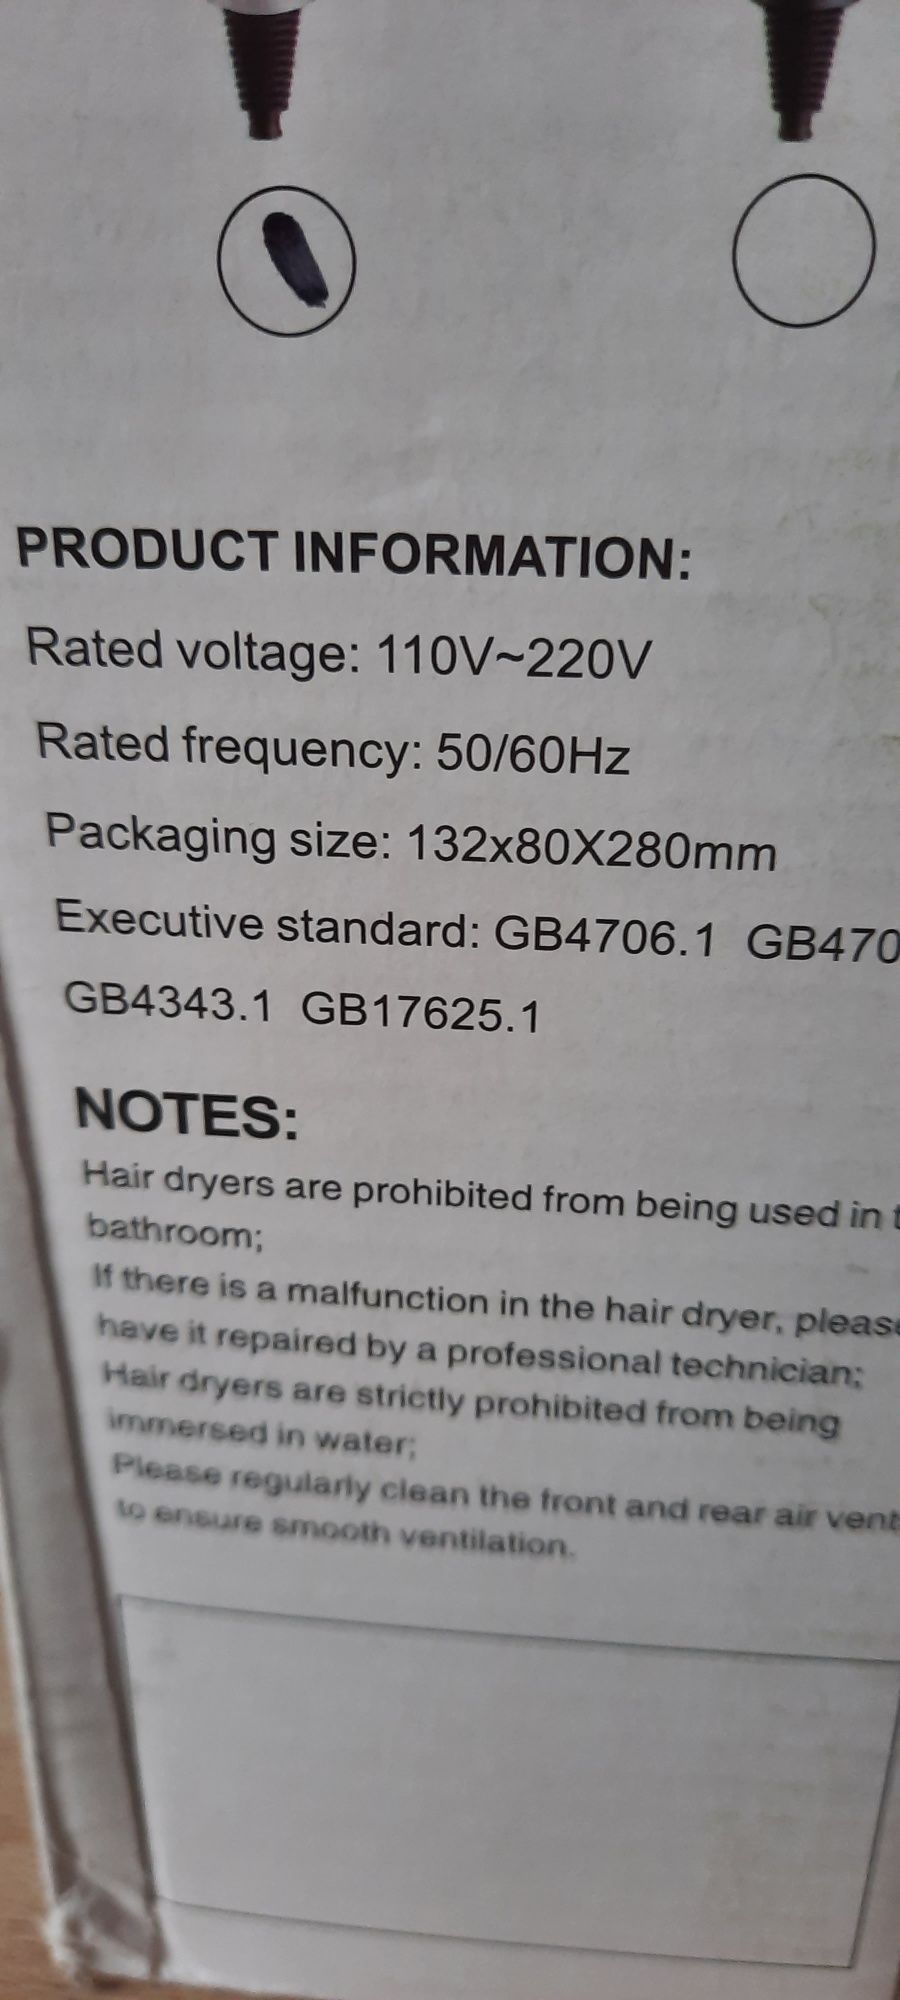 PRODUCT INFORMATION:
Rated voltage: 110V~220V
Rated frequency: 50/60Hz
Packaging size: 132x80X280mm
Executive standard: GB4706.1 GB470
GB4343.1 GB17625.1
NOTES:
Hair dryers are prohibited from being used in t
bathroom;
If there is a malfunction in the hair dryer, please
have it repaired by a professional technician;
Hair dryers are strictly prohibited from being
immersed in water;
Please regularly clean the front and rear air vent
to ensure smooth ventilation.